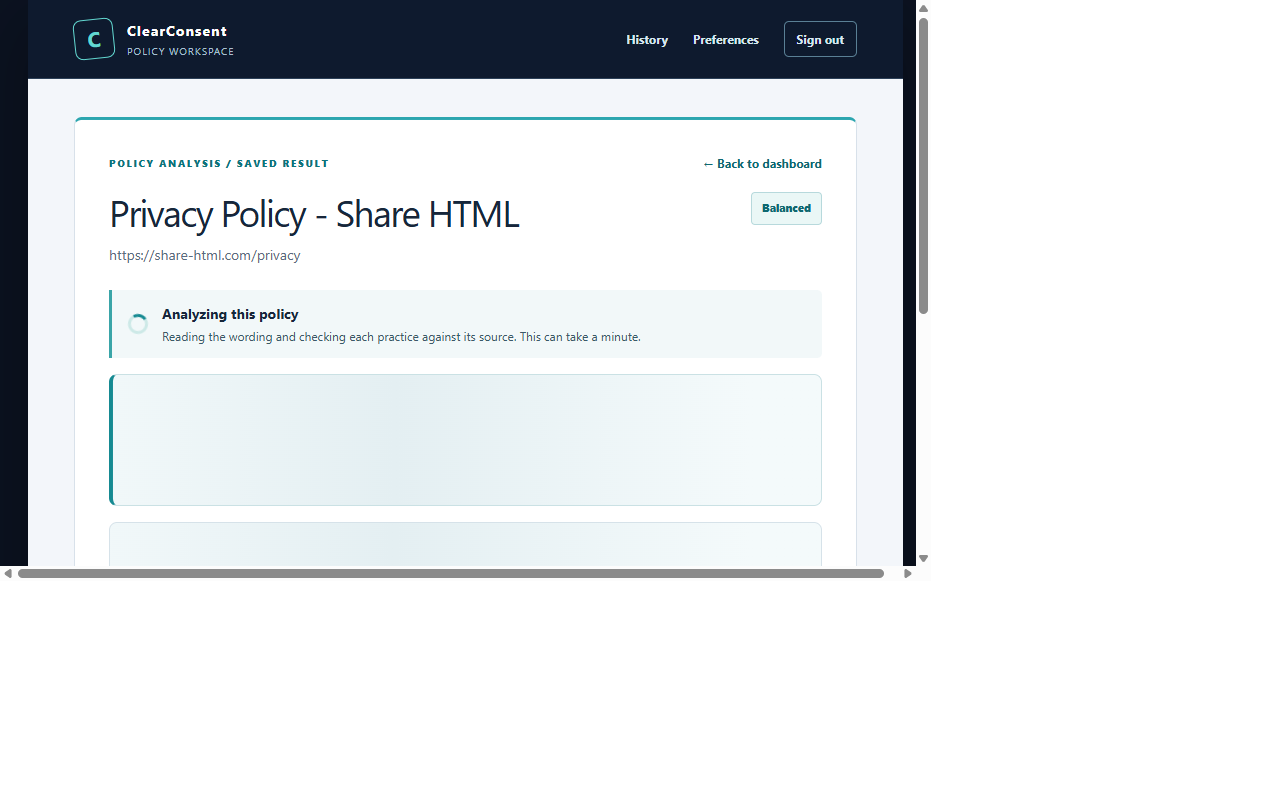 C
ClearConsent
POLICY WORKSPACE
History
Preferences
Sign out
POLICY ANALYSIS / SAVED RESULT
← Back to dashboard
Privacy Policy - Share HTML
Balanced
https://share-html.com/privacy
Analyzing this policy
Reading the wording and checking each practice against its source. This can take a minute.